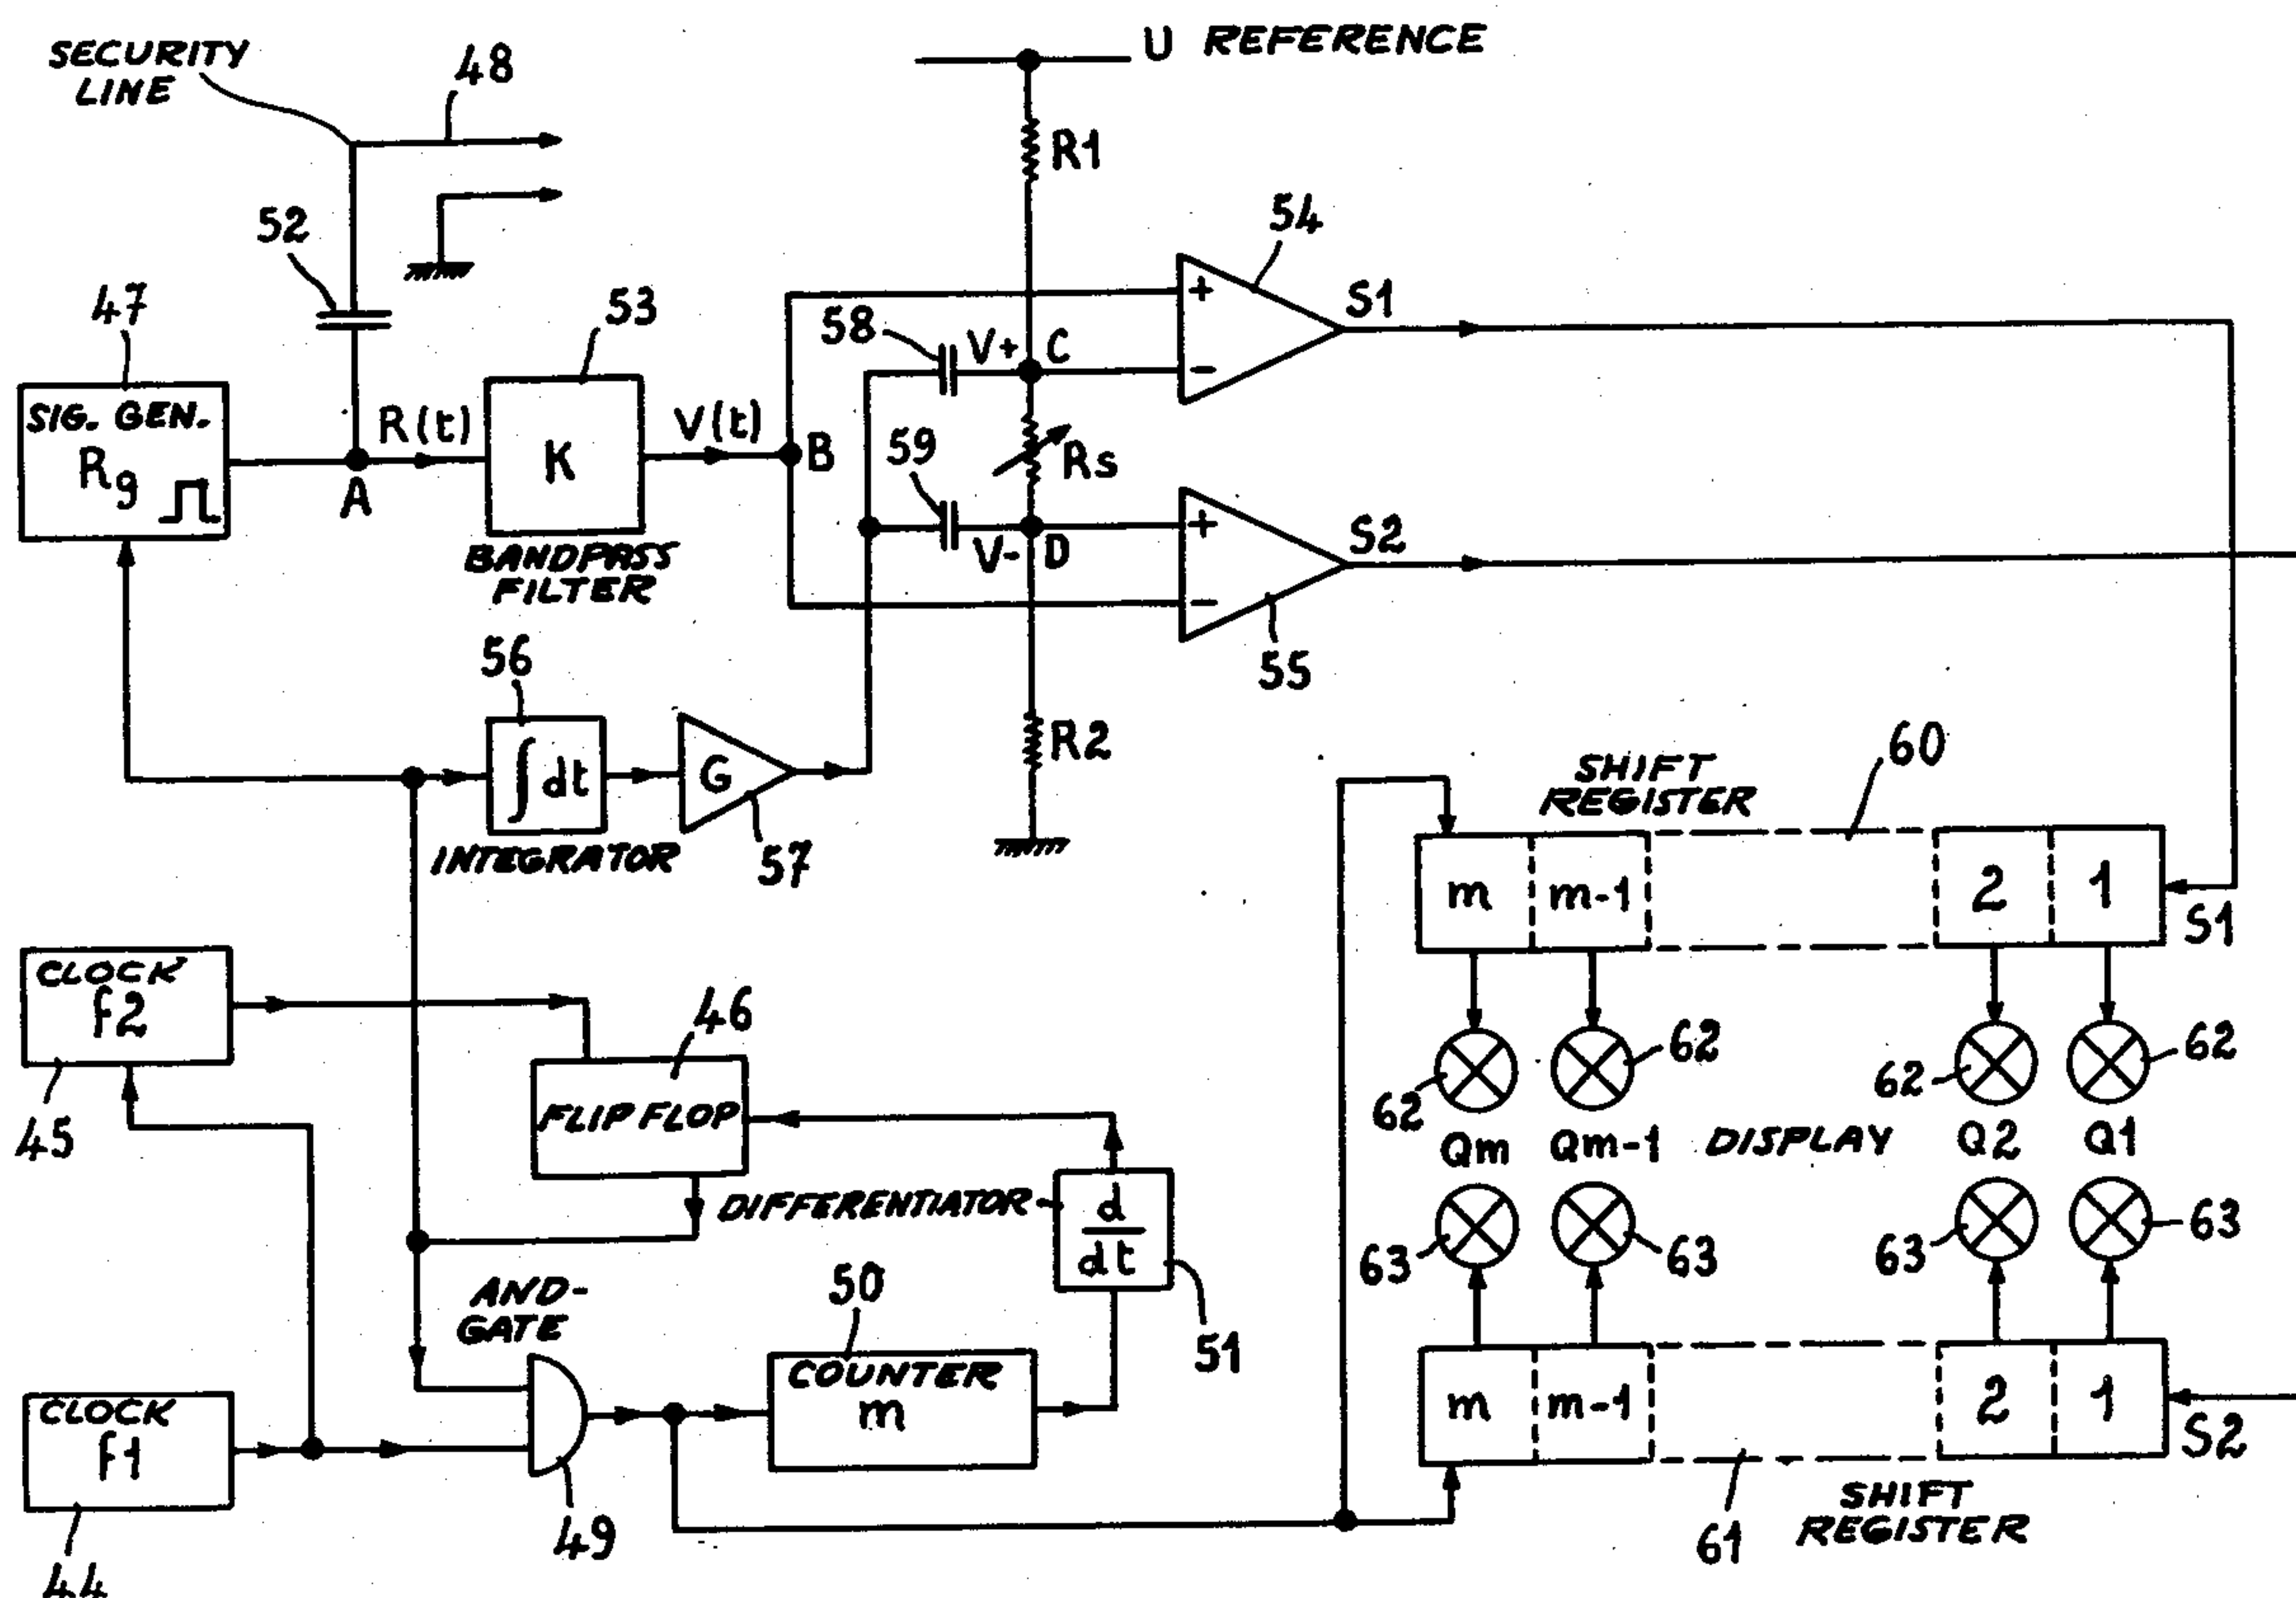 SECURITY
LINE
48
U REFERENCE
R1
52
54
47
53
58
V+
C
S1
SIG. GEN.
Rg
R(t)
K
V(t)
B
59
Rs
A
V-
D
S2
BANDPASS
FILTER
55
56
∫dt
G
R2
INTEGRATOR
57
SHIFT
REGISTER
60
m
m-1
2
1
S1
CLOCK
f2
45
46
FLIP FLOP
62
62
62
62
Qm
Qm-1
DISPLAY
Q2
Q1
DIFFERENTIATOR
d
dt
51
63
63
63
63
AND-
GATE
50
COUNTER
m
CLOCK
f1
44
49
m
m-1
2
1
S2
61
SHIFT
REGISTER
+
-
+
-